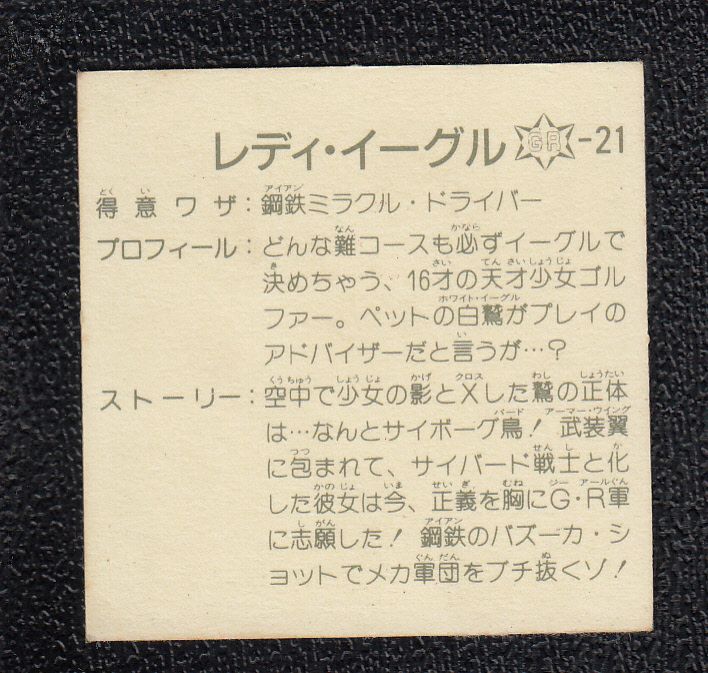 レディ・イーグル GR-21
得意ワザ：鋼鉄ミラクル・ドライバー
プロフィール：どんな難コースも必ずイーグルで
決めちゃう、16才の天才少女ゴル
ファー。ペットの白鷲がプレイの
アドバイザーだと言うが…？
ストーリー：空中で少女の影とXした鷲の正体
は…なんとサイボーグ鳥！武装翼
に包まれて、サイバード戦士と化
した彼女は今、正義を胸にG・R軍
に志願した！鋼鉄のバズーカ・シ
ョットでメカ軍団をブチ抜くゾ！